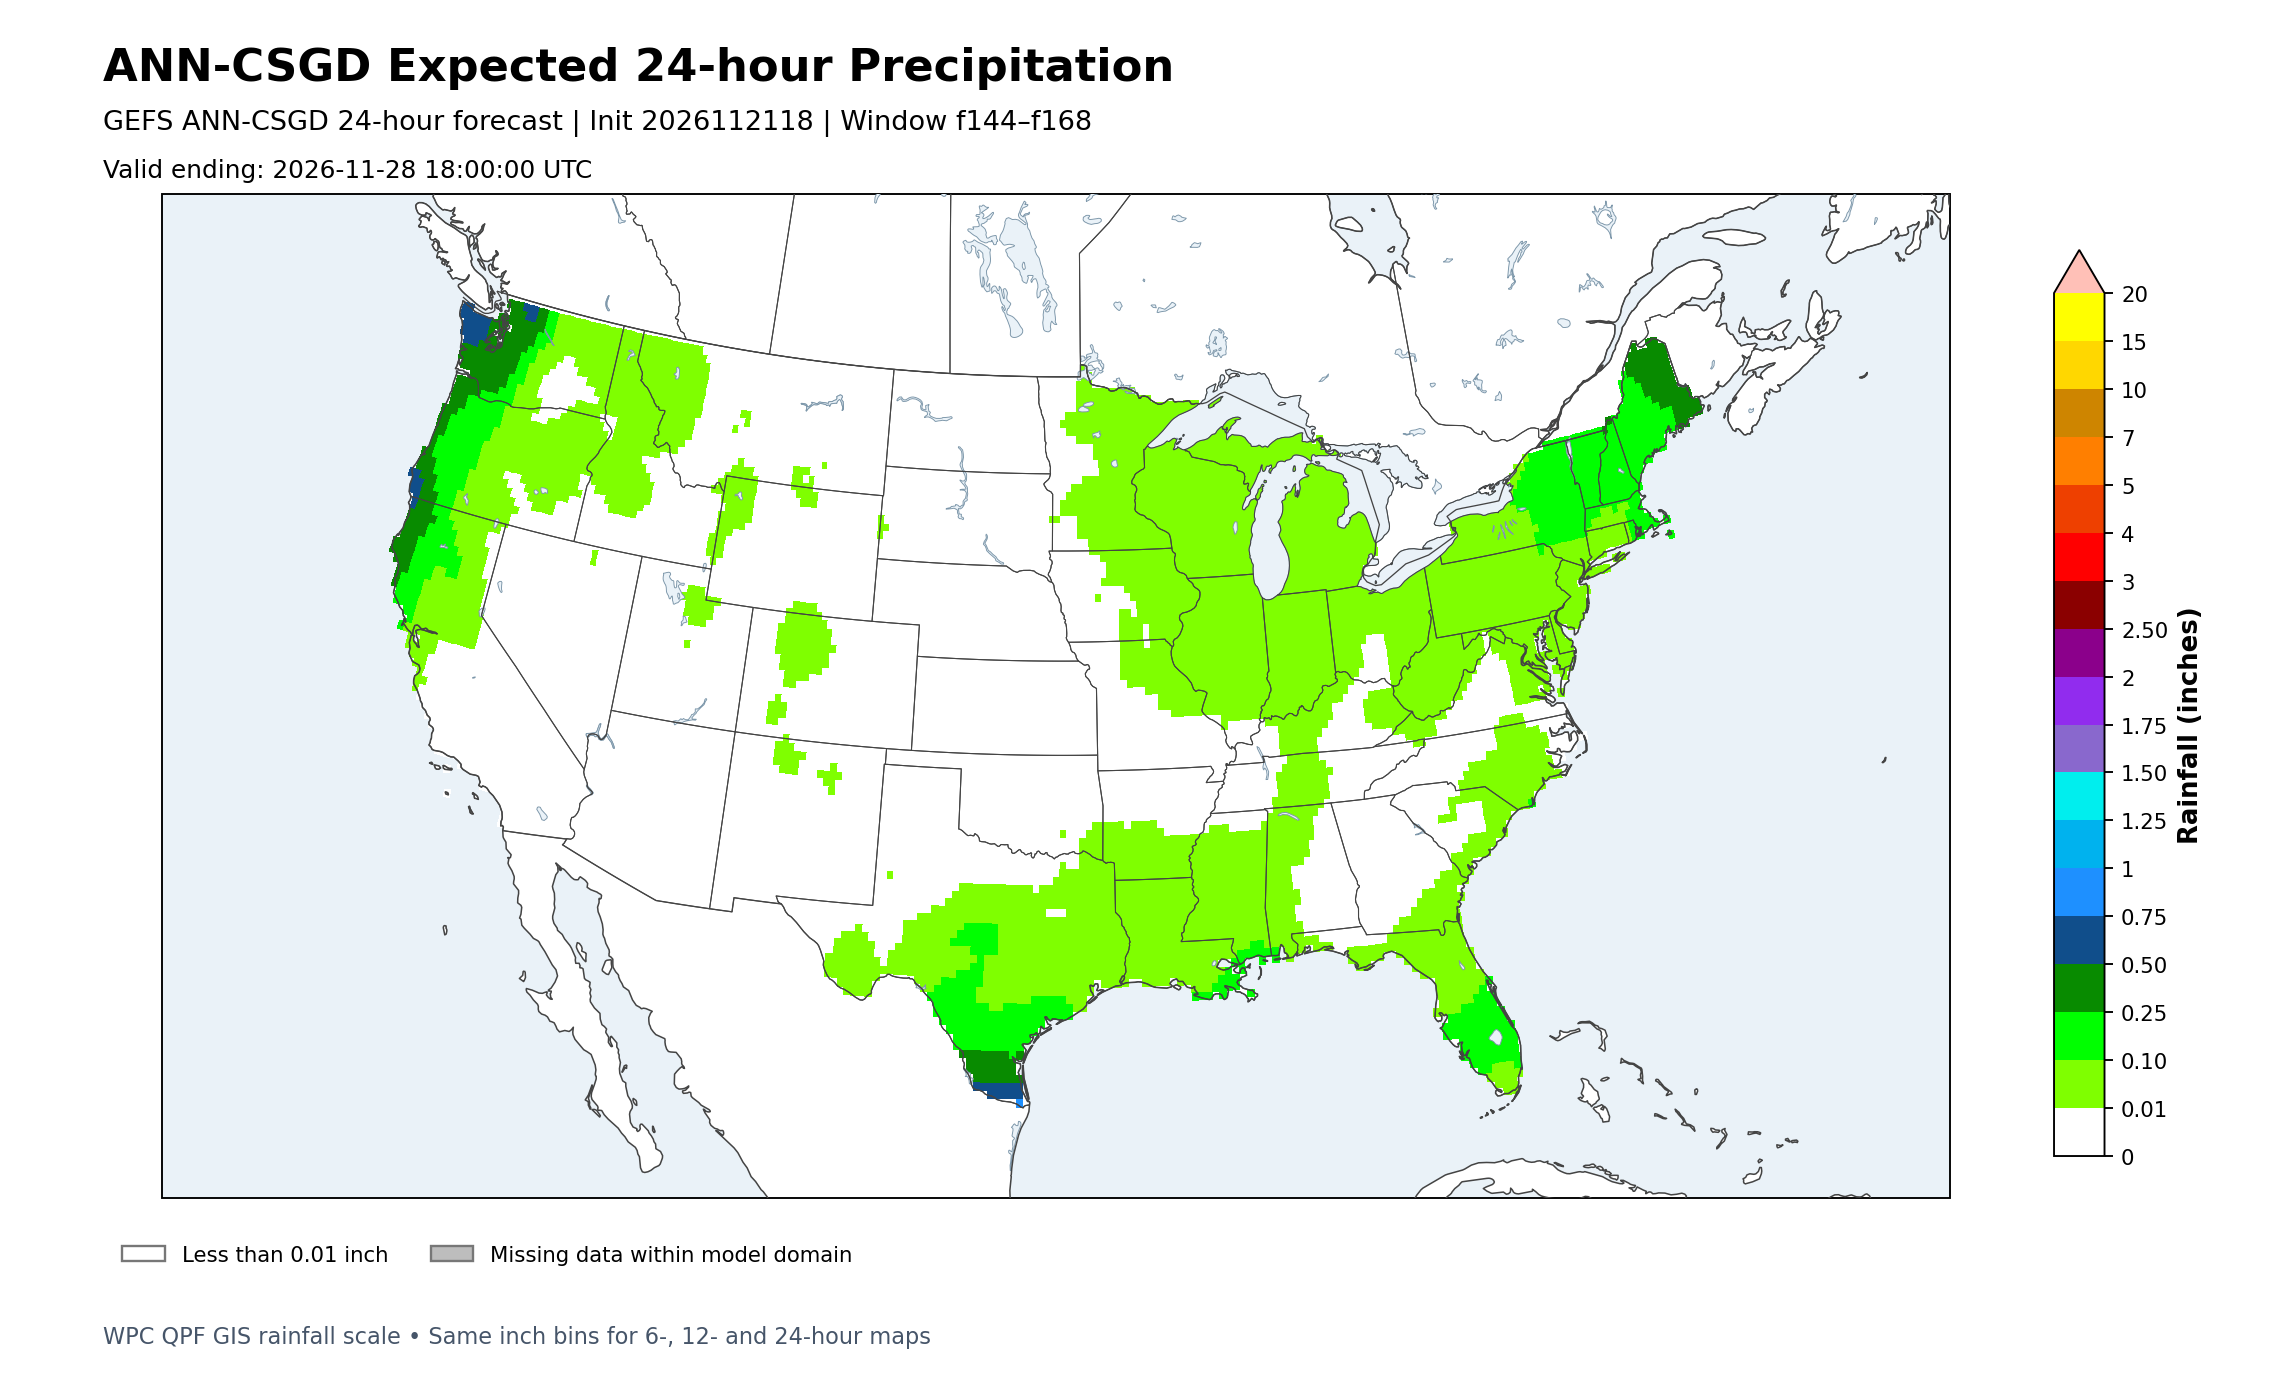 ANN-CSGD Expected 24-hour Precipitation
GEFS ANN-CSGD 24-hour forecast | Init 2026112118 | Window f144–f168
Valid ending: 2026-11-28 18:00:00 UTC
20
15
10
7
5
4
3
2.50
2
1.75
1.50
1.25
1
0.75
0.50
0.25
0.10
0.01
0
Rainfall (inches)
Less than 0.01 inch
Missing data within model domain
WPC QPF GIS rainfall scale • Same inch bins for 6-, 12- and 24-hour maps